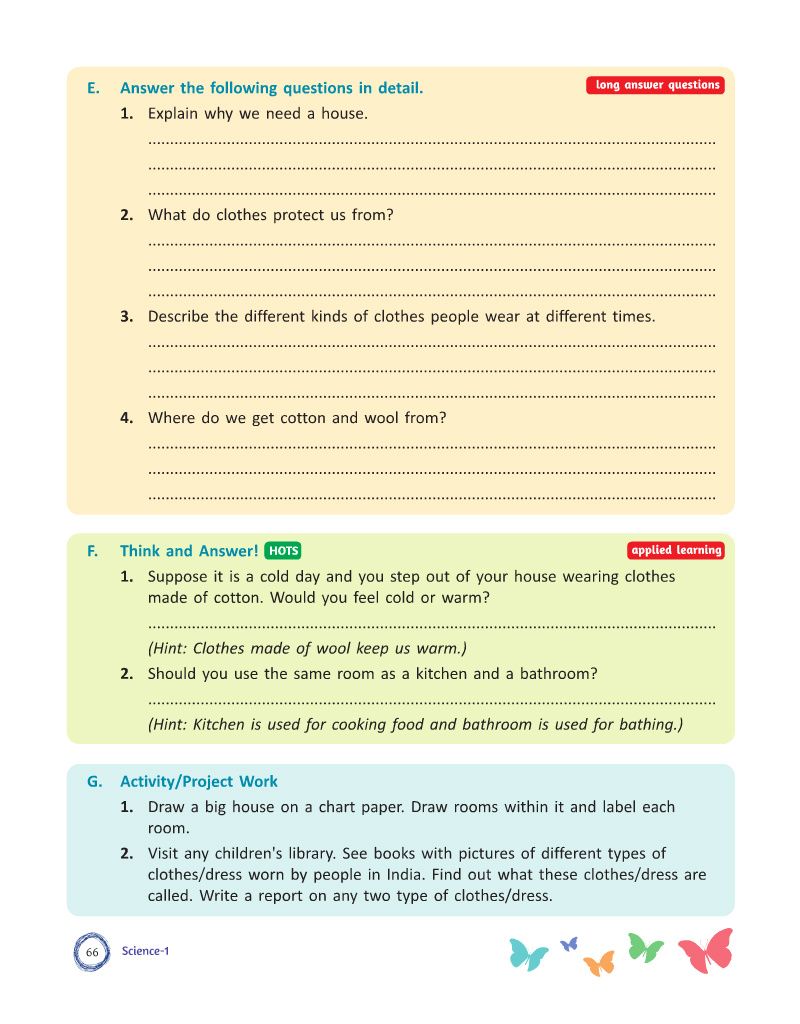 E. Answer the following questions in detail. long answer questions
1. Explain why we need a house.
2. What do clothes protect us from?
3. Describe the different kinds of clothes people wear at different times.
4. Where do we get cotton and wool from?
F. Think and Answer! HOTS applied learning
1. Suppose it is a cold day and you step out of your house wearing clothes
made of cotton. Would you feel cold or warm?
(Hint: Clothes made of wool keep us warm.)
2. Should you use the same room as a kitchen and a bathroom?
(Hint: Kitchen is used for cooking food and bathroom is used for bathing.)
G. Activity/Project Work
1. Draw a big house on a chart paper. Draw rooms within it and label each
room.
2. Visit any children's library. See books with pictures of different types of
clothes/dress worn by people in India. Find out what these clothes/dress are
called. Write a report on any two type of clothes/dress.
66 Science-1